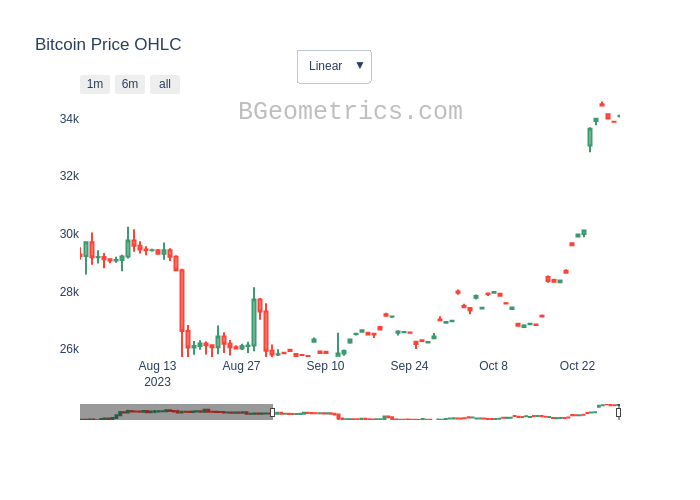 Bitcoin Price OHLC
Linear ▼
1m 6m all
BGeometrics.com
34k
32k
30k
28k
26k
Aug 13 Aug 27 Sep 10 Sep 24 Oct 8 Oct 22
2023